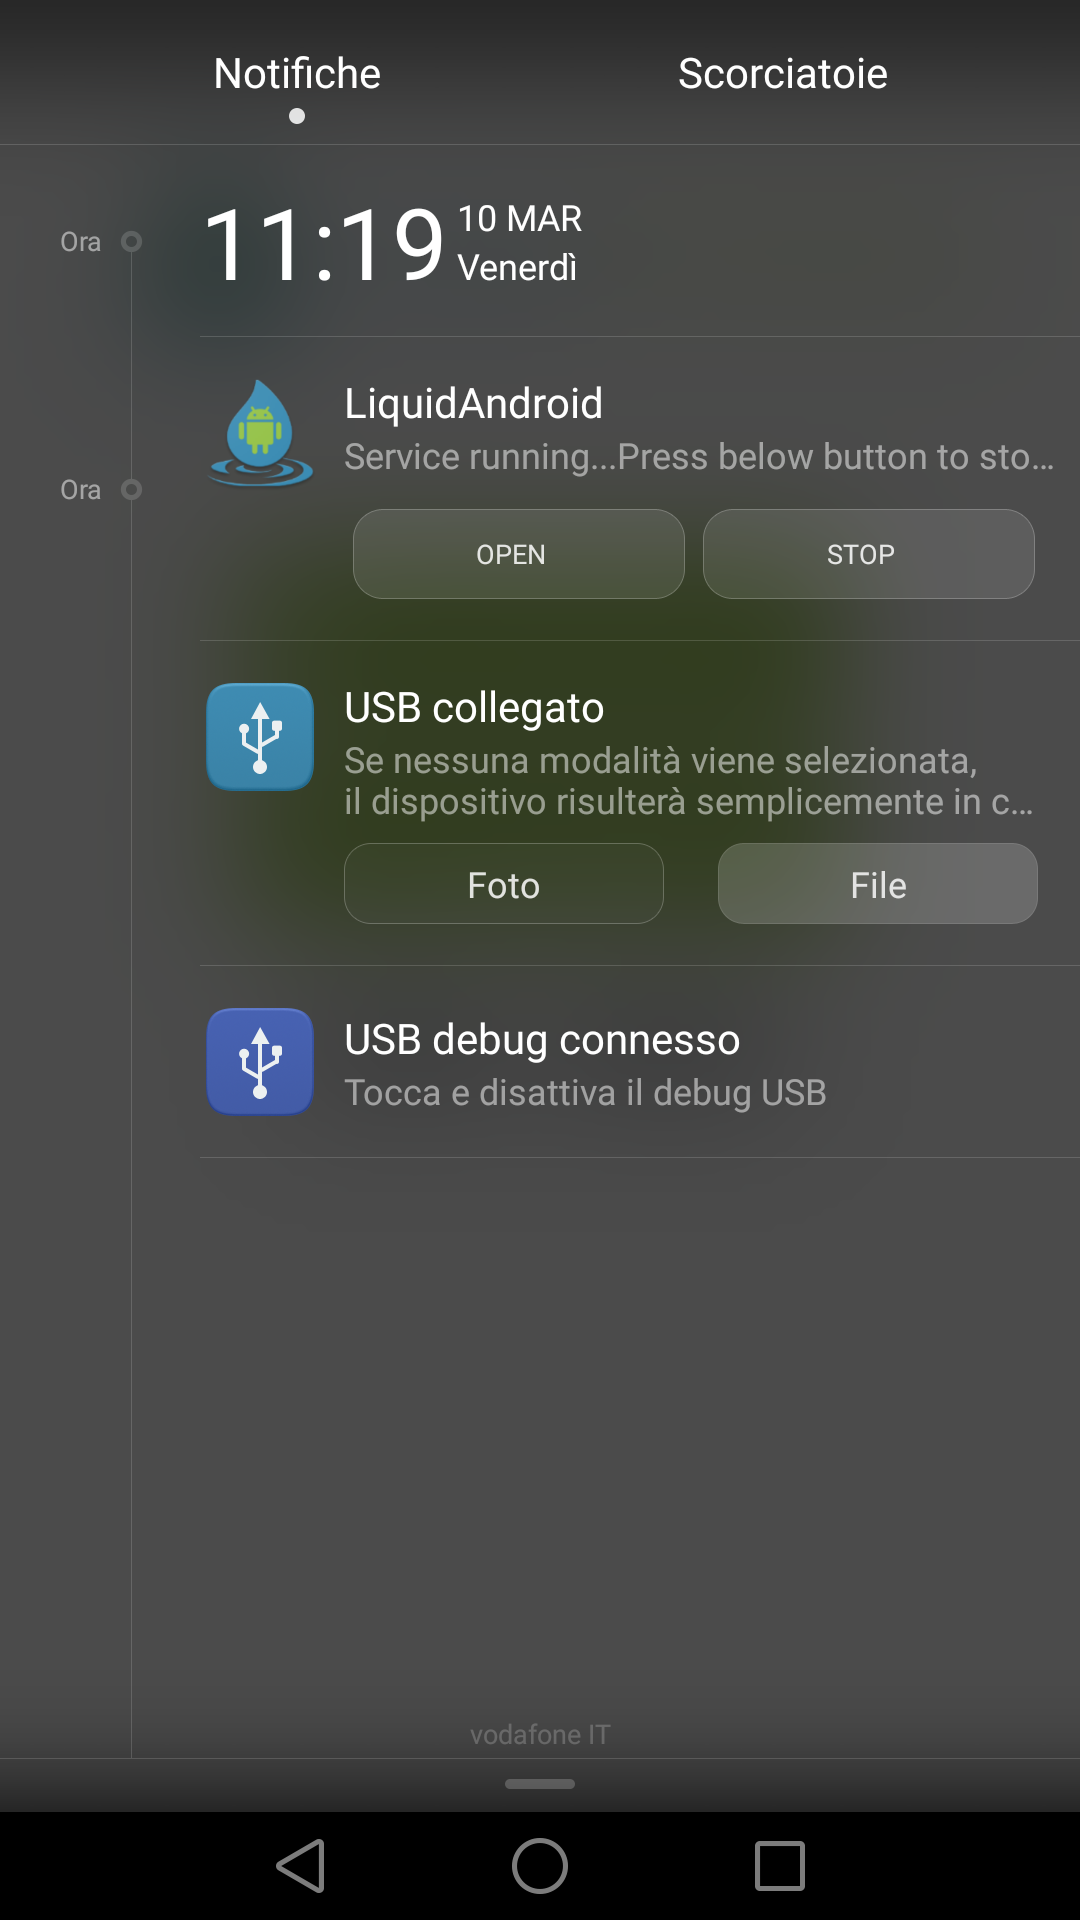 Notifiche
Scorciatoie
Ora
11:19
10 MAR
Venerdì
LiquidAndroid
Service running...Press below button to sto...
Ora
OPEN
STOP
USB collegato
Se nessuna modalità viene selezionata,
il dispositivo risulterà semplicemente in c...
Foto
File
USB debug connesso
Tocca e disattiva il debug USB
vodafone IT